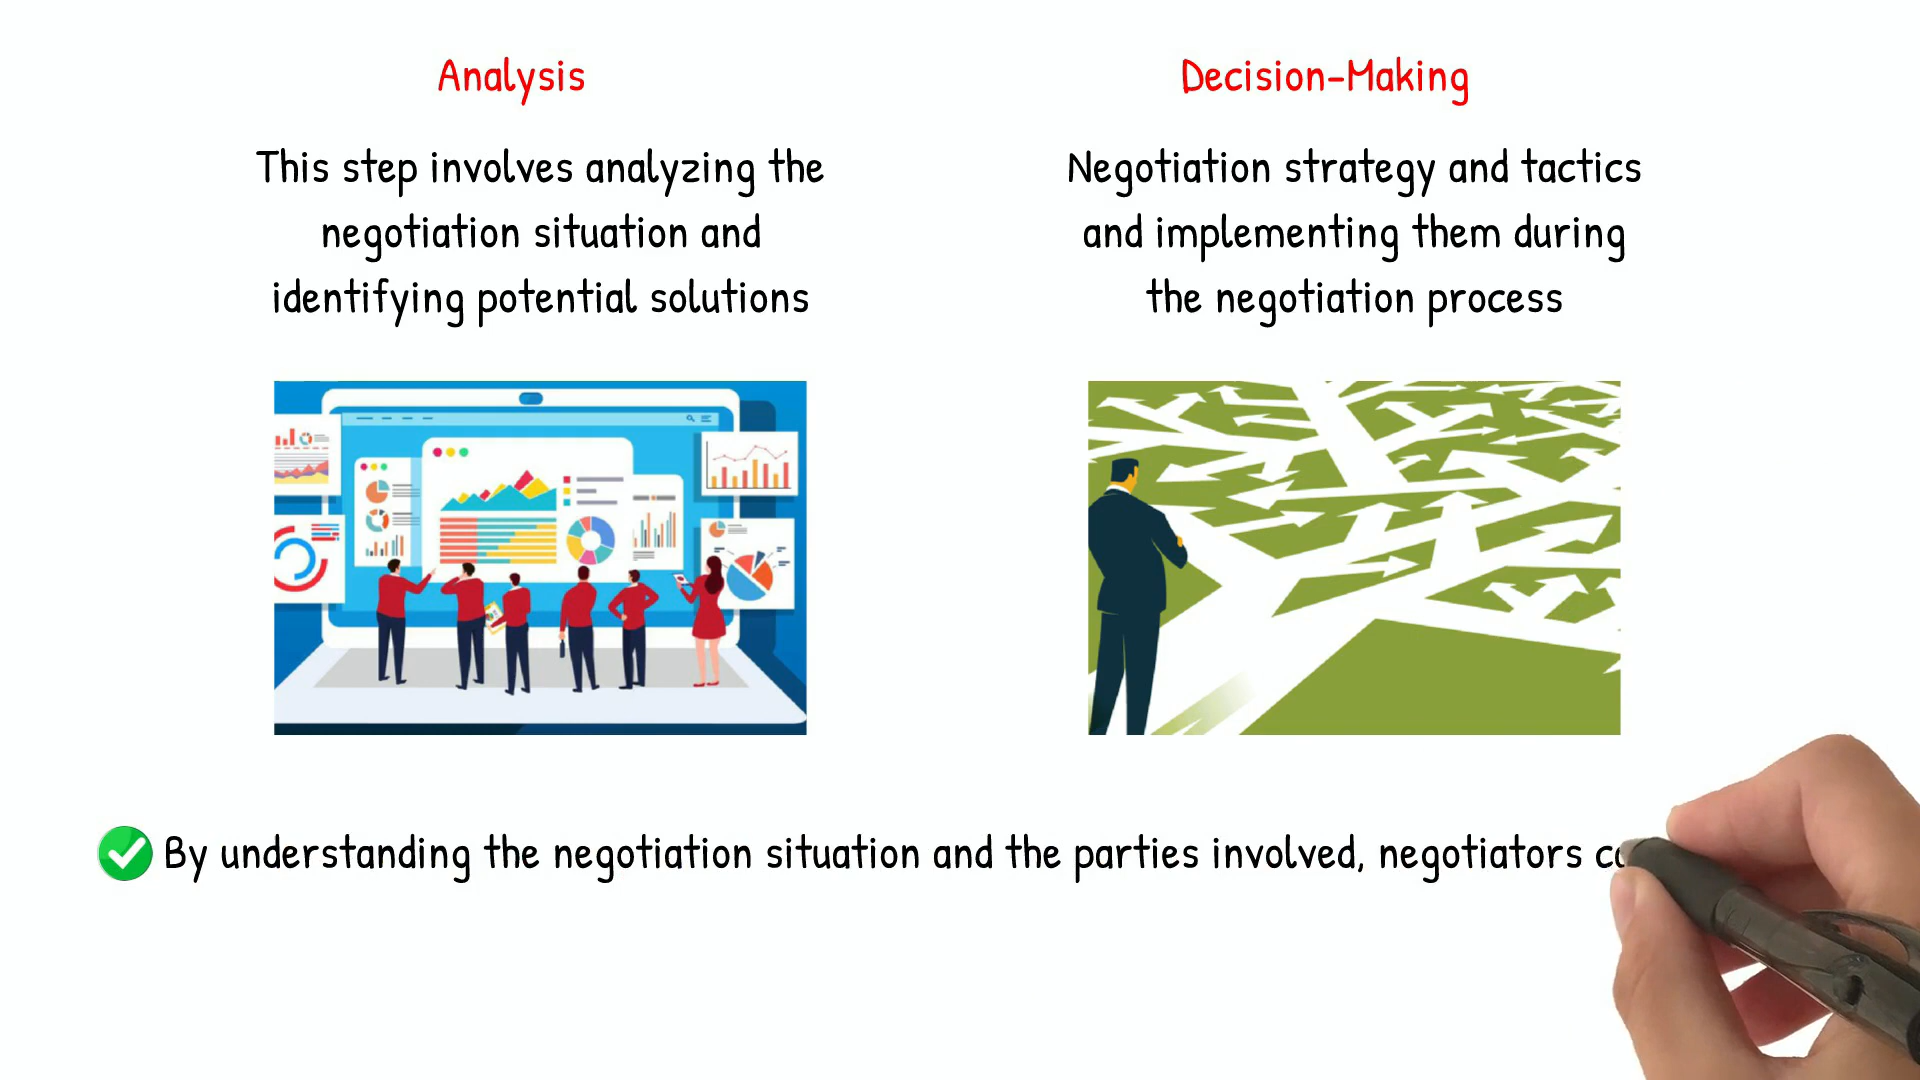 Analysis
This step involves analyzing the
negotiation situation and
identifying potential solutions
Decision-Making
Negotiation strategy and tactics
and implementing them during
the negotiation process
By understanding the negotiation situation and the parties involved, negotiators